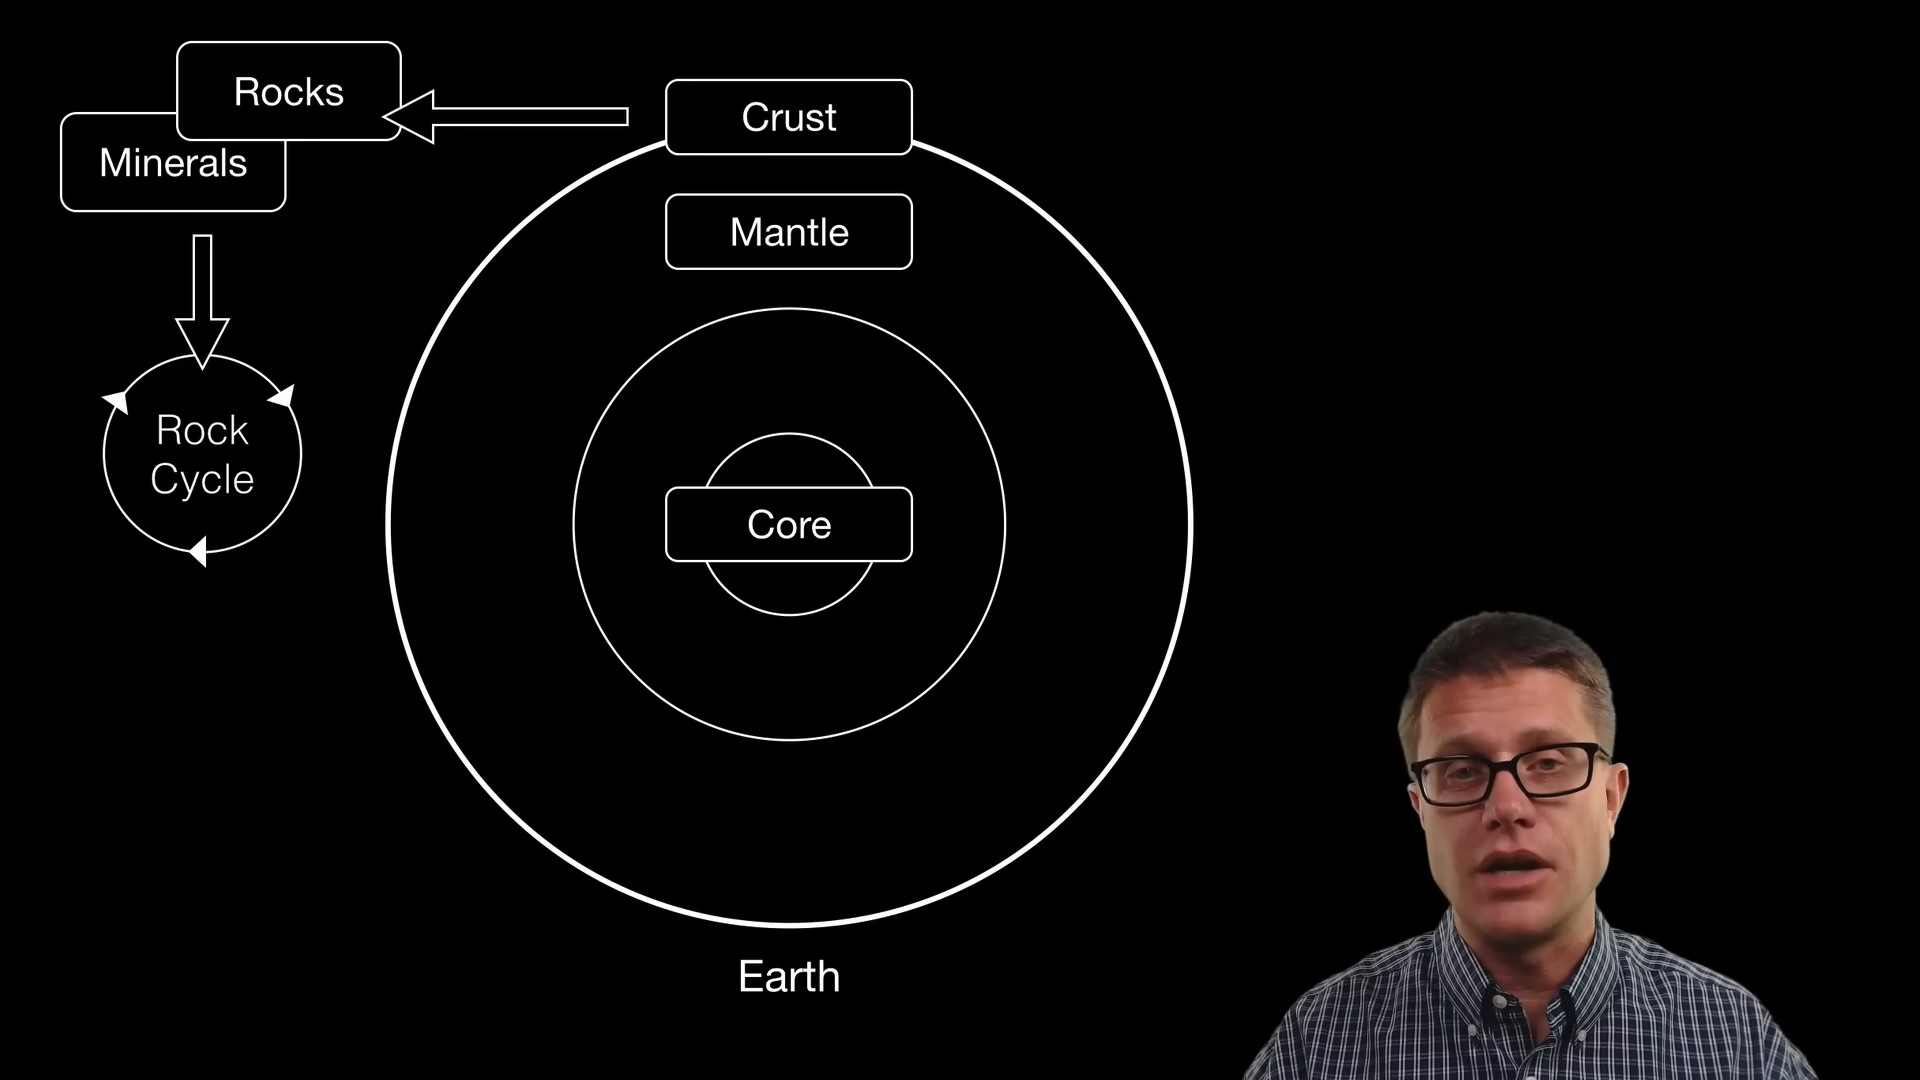 Rocks
Minerals
Crust
Mantle
Rock
Cycle
Core
Earth